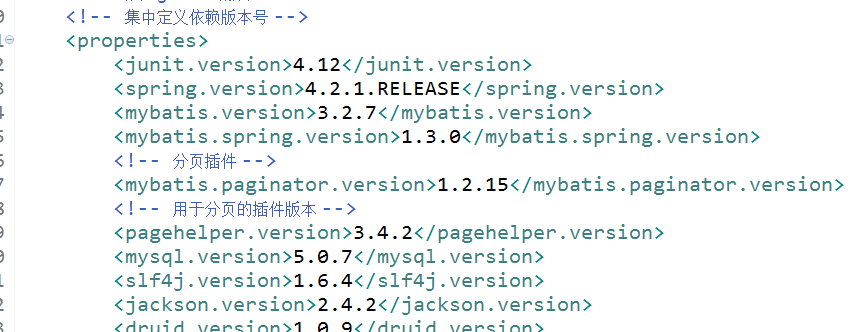 <!-- 集中定义依赖版本号 -->
<properties>
<junit.version>4.12</junit.version>
<spring.version>4.2.1.RELEASE</spring.version>
<mybatis.version>3.2.7</mybatis.version>
<mybatis.spring.version>1.3.0</mybatis.spring.version>
<!-- 分页插件 -->
<mybatis.paginator.version>1.2.15</mybatis.paginator.version>
<!-- 用于分页的插件版本 -->
<pagehelper.version>3.4.2</pagehelper.version>
<mysql.version>5.0.7</mysql.version>
<slf4j.version>1.6.4</slf4j.version>
<jackson.version>2.4.2</jackson.version>
<druid.version>1.0.9</druid.version>